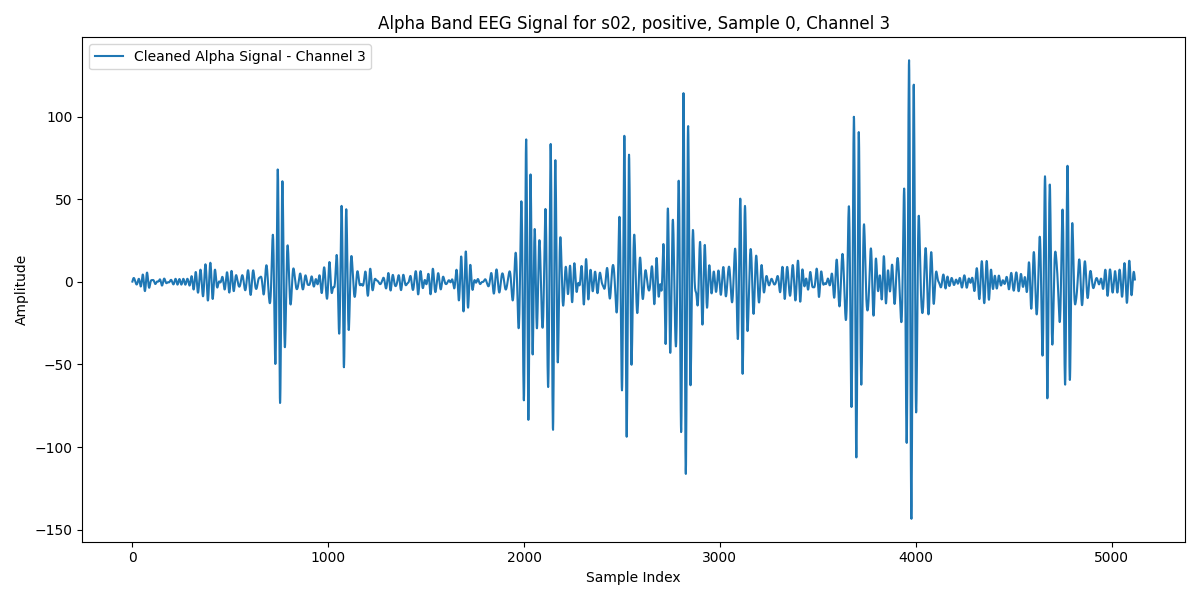 Alpha Band EEG Signal for s02, positive, Sample 0, Channel 3
Cleaned Alpha Signal - Channel 3
100
50
0
−50
−100
−150
Amplitude
0 1000 2000 3000 4000 5000
Sample Index